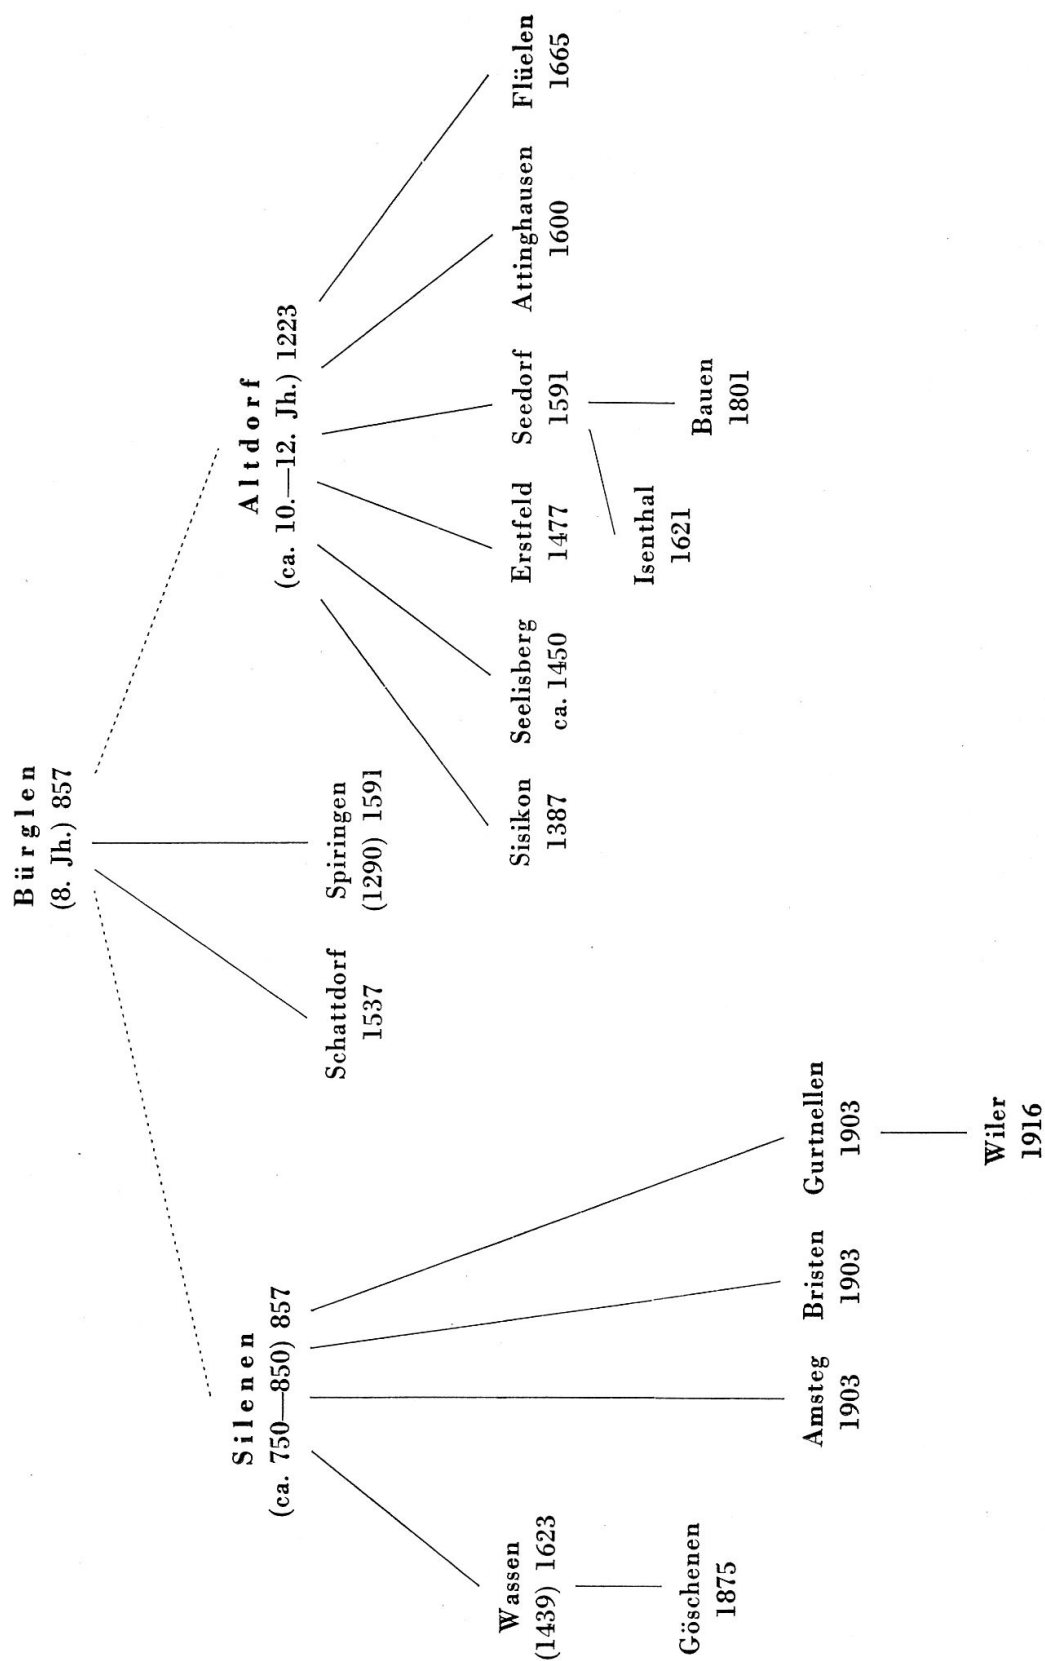 Bürglen
(8. Jh.) 857
Silenen
(ca. 750—850) 857
Altdorf
(ca. 10.—12. Jh.) 1223
Schattdorf
1537
Spiringen
(1290) 1591
Wassen
(1439) 1623
Sisikon
1387
Seelisberg
ca. 1450
Erstfeld
1477
Seedorf
1591
Attinghausen
1600
Flüelen
1665
Göschenen
1875
Isenthal
1621
Bauen
1801
Amsteg
1903
Bristen
1903
Gurtnellen
1903
Wiler
1916